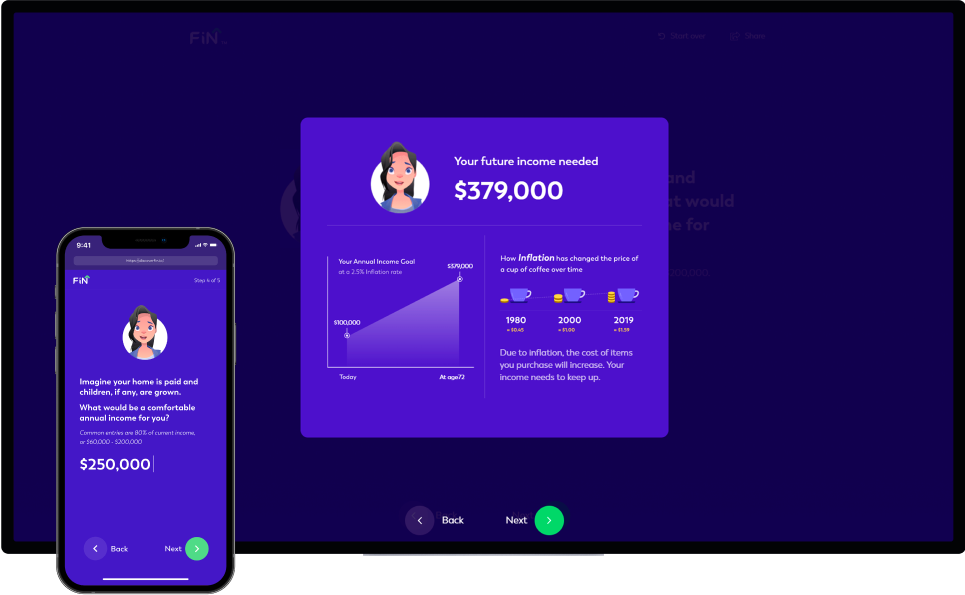 FiN
Start new
Share
and
at would
e for
Your future income needed
$379,000
Your Annual Income Goal
at a 2.5% Inflation rate
$379,000
$100,000
Today
At age72
How Inflation has changed the price of
a cup of coffee over time
1980
2000
2019
= $0.45
= $1.00
= $1.59
Due to inflation, the cost of items
you purchase will increase. Your
income needs to keep up.
Back
Next
9:41
FiN
Step 4 of 5
Imagine your home is paid and
children, if any, are grown.
What would be a comfortable
annual income for you?
Common entries are 80% of current income,
or $60,000 - $200,000
$250,000
Back
Next